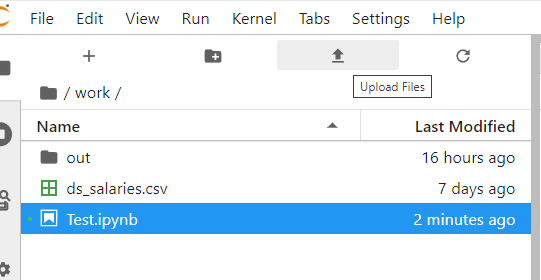 File Edit View Run Kernel Tabs Settings Help
Upload Files
/ work /
Name Last Modified
out 16 hours ago
ds_salaries.csv 7 days ago
Test.ipynb 2 minutes ago